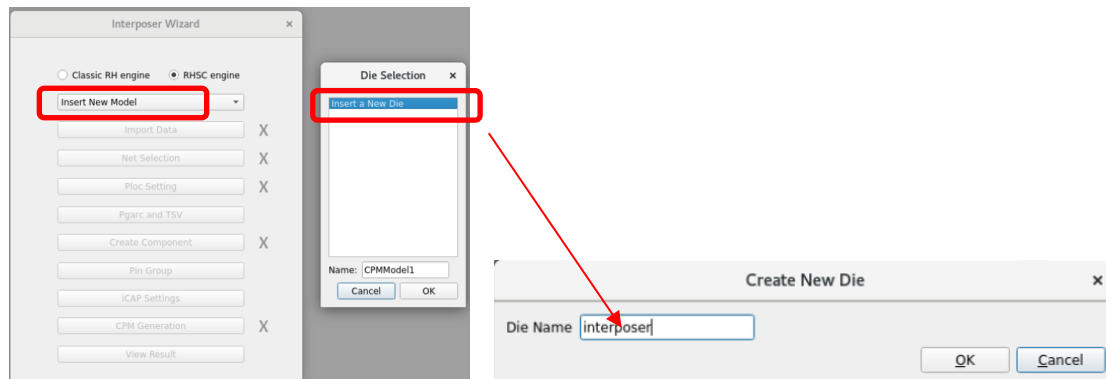 Interposer Wizard ×
Classic RH engine RHSC engine
Insert New Model
Import Data X
Net Selection X
Ploc Setting X
Pgarc and TSV
Create Component X
Pin Group
iCAP Settings
CPM Generation X
View Result
Die Selection ×
Insert a New Die
Name: CPMModel1
Cancel OK
Create New Die ×
Die Name interposer
OK Cancel